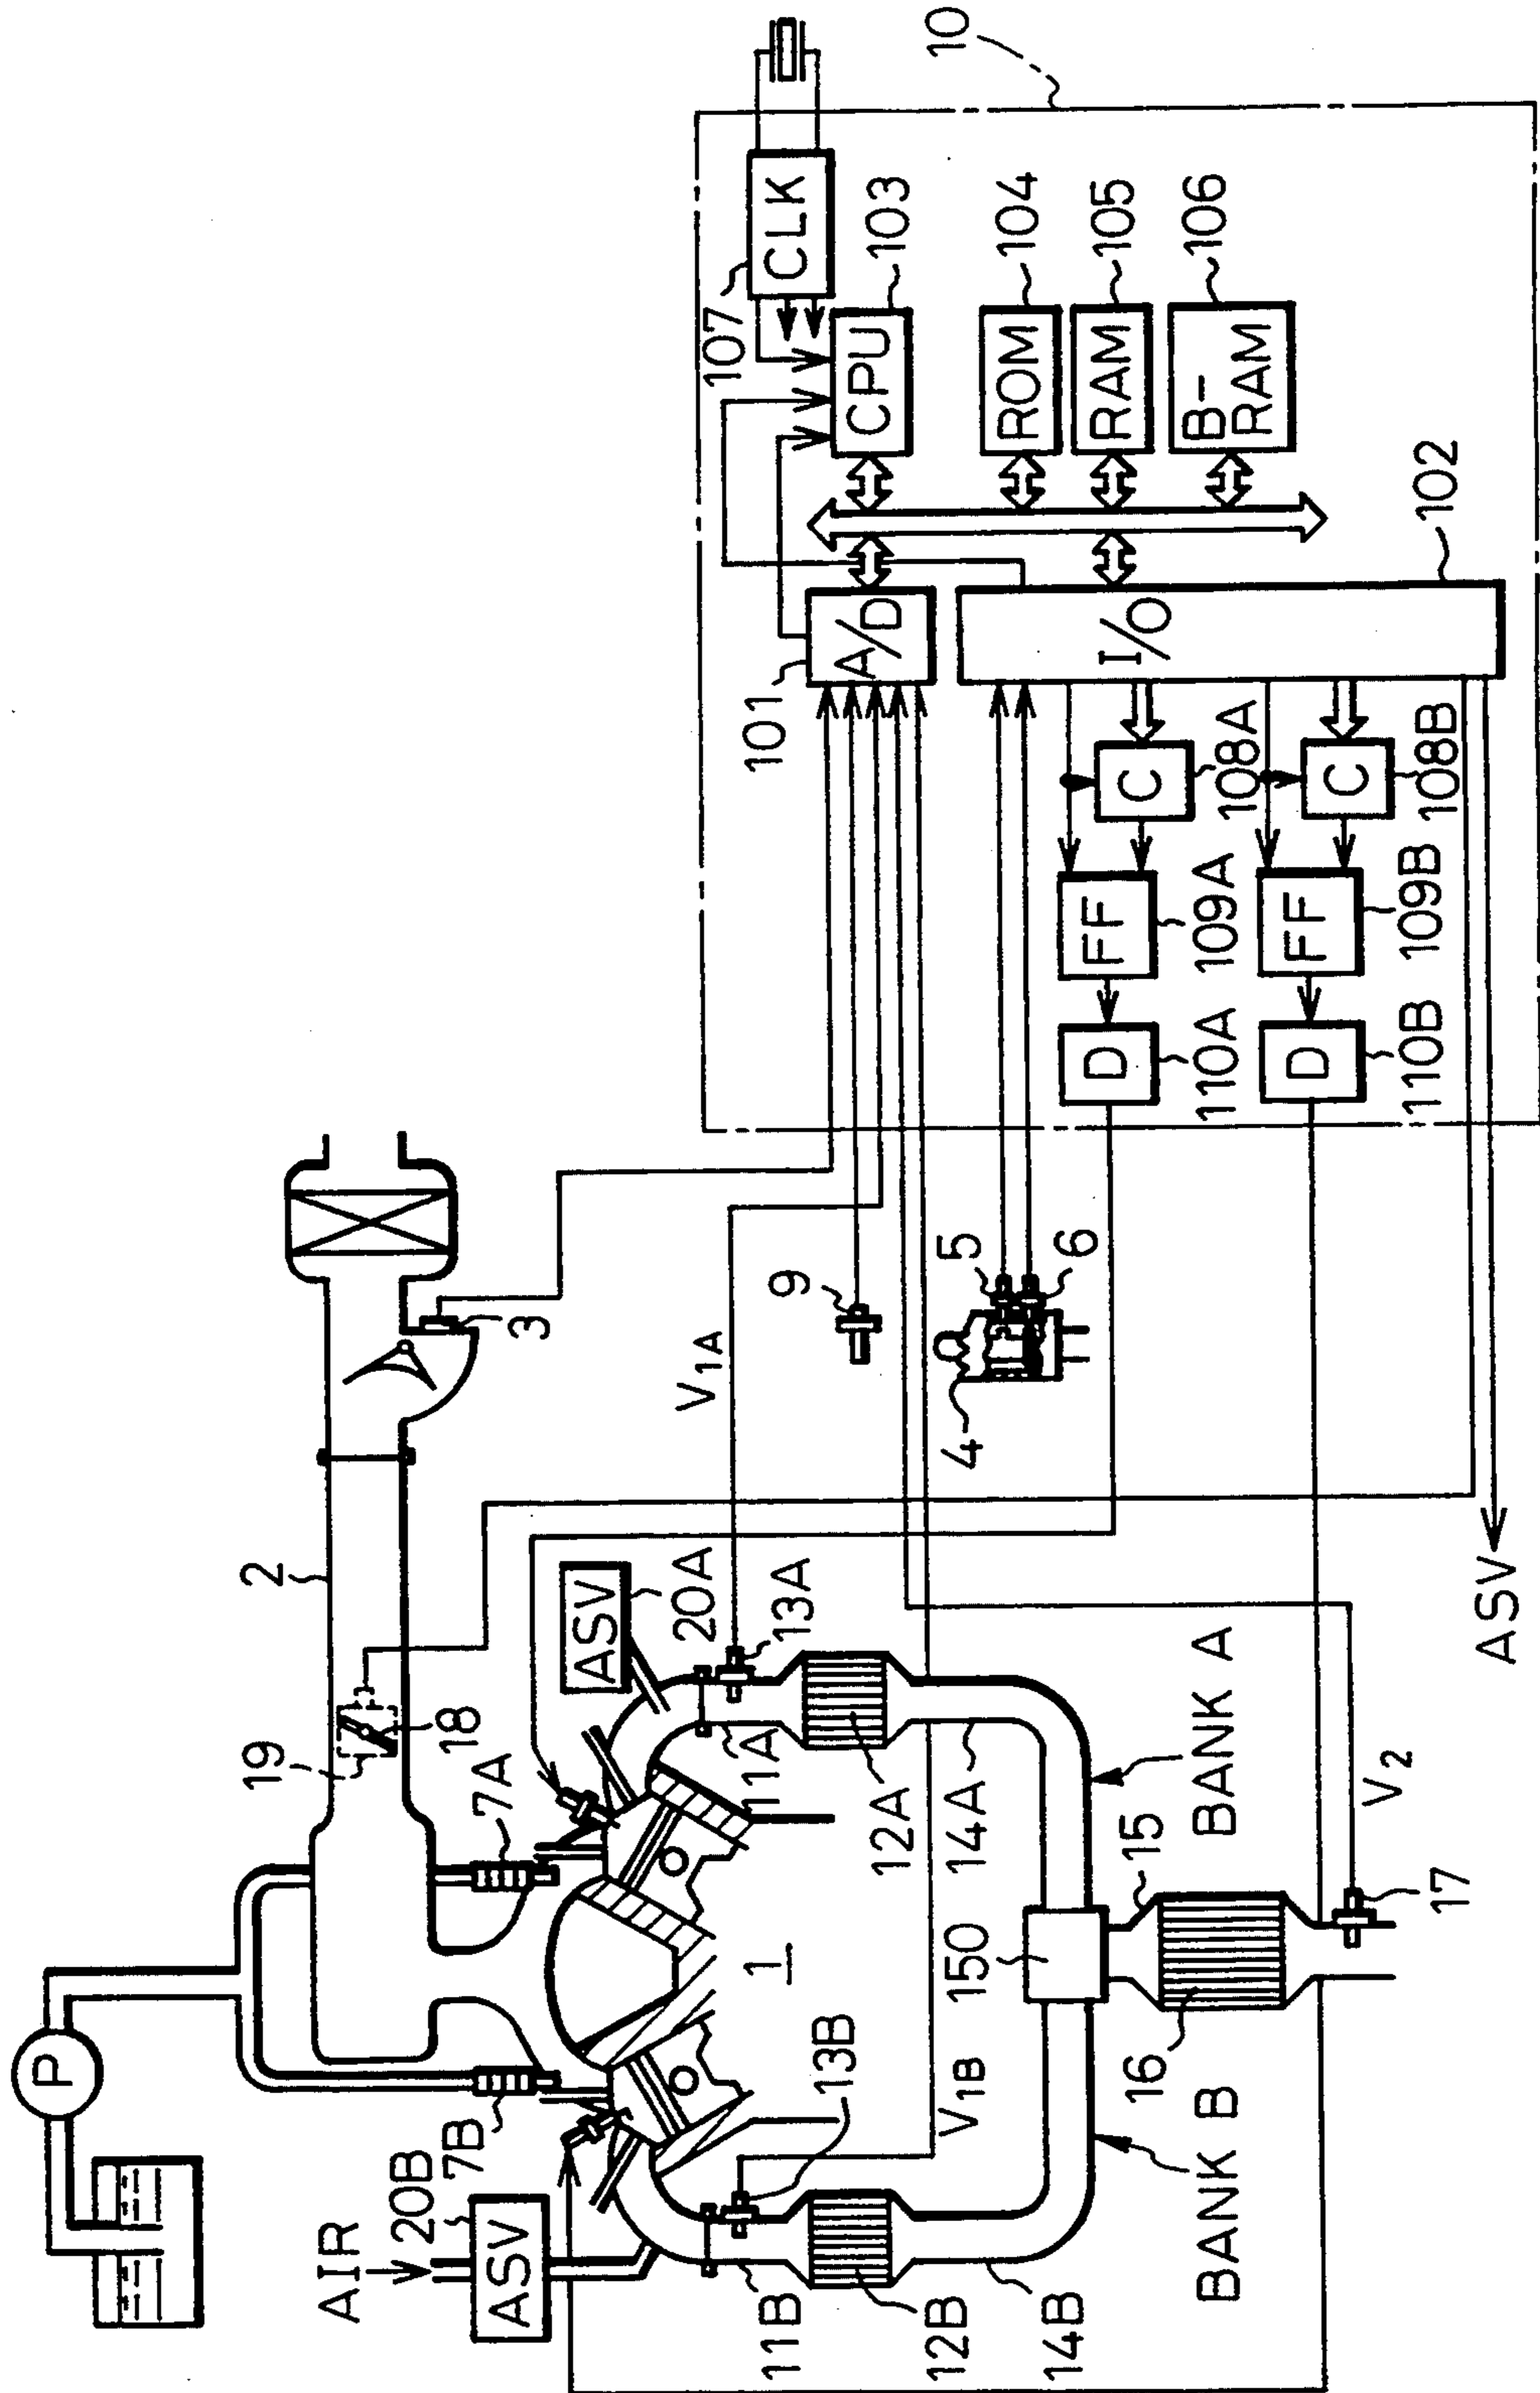 P
AIR
20B
ASV
7B
7A
19
18
2
3
ASV
20A
13A
V1A
9
4
5
6
11B
12B
14B
13B
V1B
1
11A
12A
14A
150
15
16
17
V2
BANK B
BANK A
ASV
10
107
CLK
CPU
103
ROM
104
RAM
105
B-
RAM
106
101
A/D
I/O
102
C
108A
FF
109A
D
110A
C
108B
FF
109B
D
110B